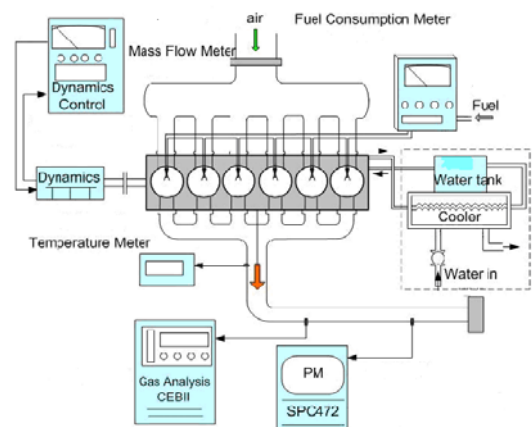 air
Fuel Consumption Meter
Mass Flow Meter
Dynamics
Control
Fuel
Dynamics
Water tank
Cooler
Temperature Meter
Water in
Gas Analysis
CEBII
PM
SPC472